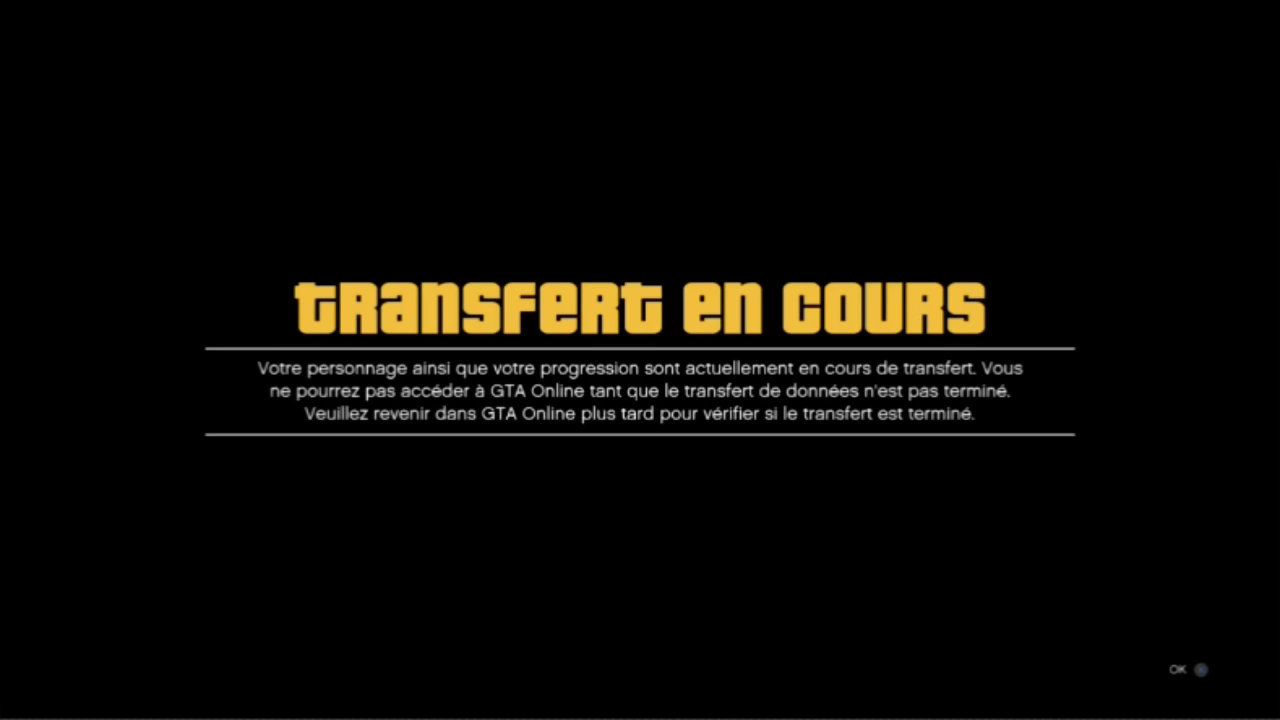 transfert en cours
Votre personnage ainsi que votre progression sont actuellement en cours de transfert. Vous
ne pourrez pas accéder à GTA Online tant que le transfert de données n'est pas terminé.
Veuillez revenir dans GTA Online plus tard pour vérifier si le transfert est terminé.
OK